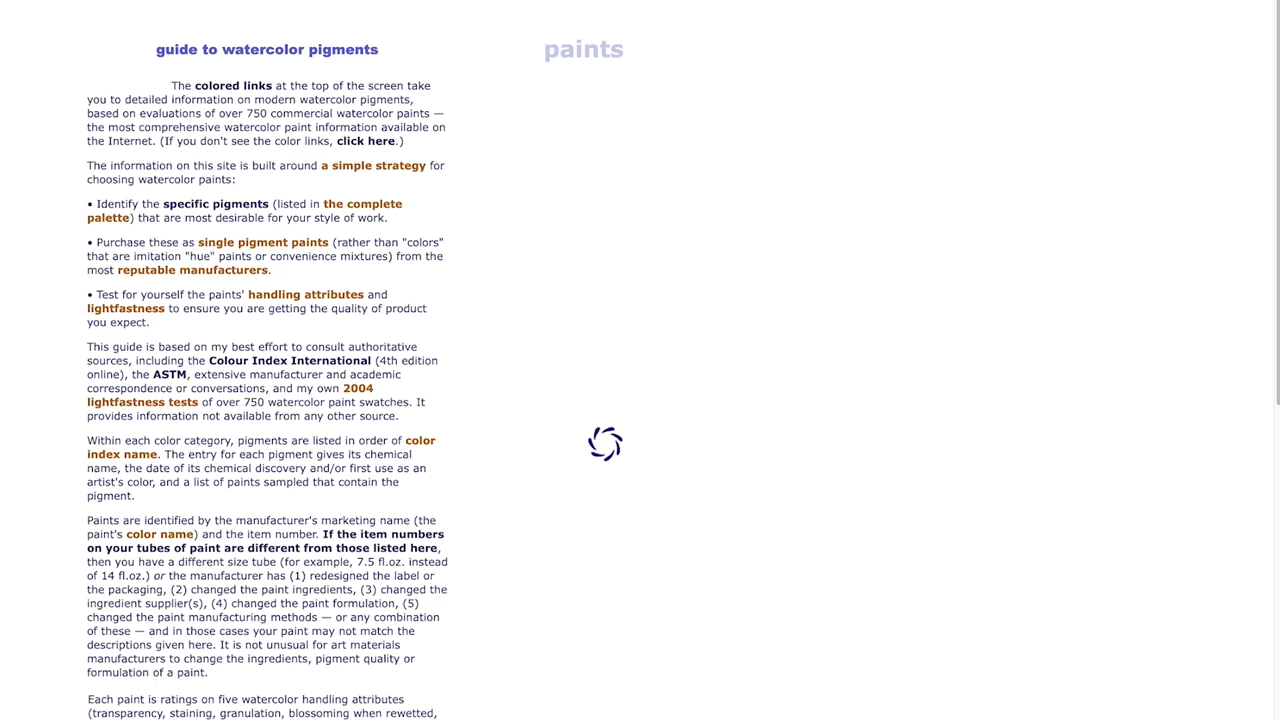 guide to watercolor pigments
paints
The colored links at the top of the screen take
you to detailed information on modern watercolor pigments,
based on evaluations of over 750 commercial watercolor paints —
the most comprehensive watercolor paint information available on
the Internet. (If you don't see the color links, click here.)
The information on this site is built around a simple strategy for
choosing watercolor paints:
• Identify the specific pigments (listed in the complete
palette) that are most desirable for your style of work.
• Purchase these as single pigment paints (rather than "colors"
that are imitation "hue" paints or convenience mixtures) from the
most reputable manufacturers.
• Test for yourself the paints' handling attributes and
lightfastness to ensure you are getting the quality of product
you expect.
This guide is based on my best effort to consult authoritative
sources, including the Colour Index International (4th edition
online), the ASTM, extensive manufacturer and academic
correspondence or conversations, and my own 2004
lightfastness tests of over 750 watercolor paint swatches. It
provides information not available from any other source.
Within each color category, pigments are listed in order of color
index name. The entry for each pigment gives its chemical
name, the date of its chemical discovery and/or first use as an
artist's color, and a list of paints sampled that contain the
pigment.
Paints are identified by the manufacturer's marketing name (the
paint's color name) and the item number. If the item numbers
on your tubes of paint are different from those listed here,
then you have a different size tube (for example, 7.5 fl.oz. instead
of 14 fl.oz.) or the manufacturer has (1) redesigned the label or
the packaging, (2) changed the paint ingredients, (3) changed the
ingredient supplier(s), (4) changed the paint formulation, (5)
changed the paint manufacturing methods — or any combination
of these — and in those cases your paint may not match the
descriptions given here. It is not unusual for art materials
manufacturers to change the ingredients, pigment quality or
formulation of a paint.
Each paint is ratings on five watercolor handling attributes
(transparency, staining, granulation, blossoming when rewetted,